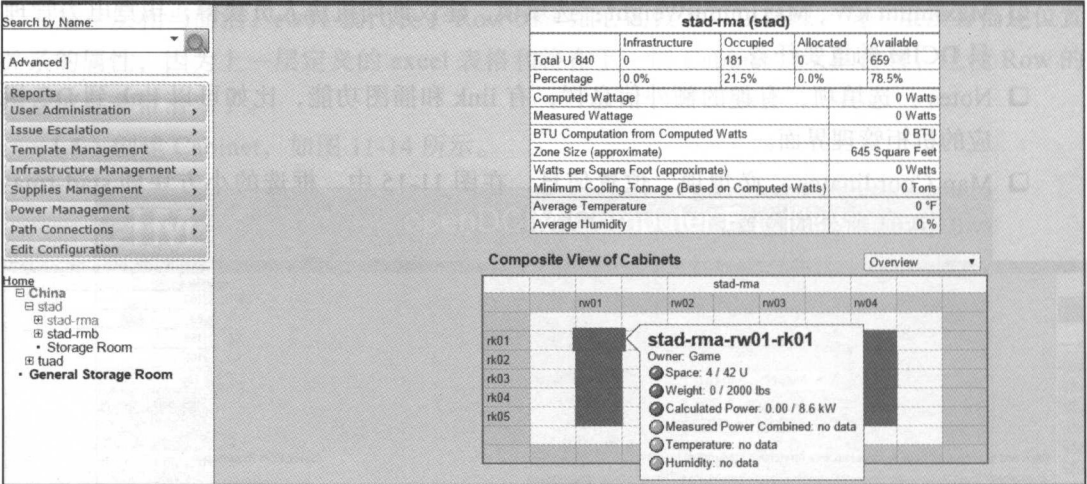 Search by Name:
[ Advanced ]
Reports
User Administration ›
Issue Escalation ›
Template Management ›
Infrastructure Management ›
Supplies Management ›
Power Management ›
Path Connections ›
Edit Configuration
Home
⊟ China
⊟ stad
⊞ stad-rma
⊞ stad-rmb
• Storage Room
⊞ tuad
• General Storage Room
stad-rma (stad)
Infrastructure Occupied Allocated Available
Total U 840 0 181 0 659
Percentage 0.0% 21.5% 0.0% 78.5%
Computed Wattage 0 Watts
Measured Wattage 0 Watts
BTU Computation from Computed Watts 0 BTU
Zone Size (approximate) 645 Square Feet
Watts per Square Foot (approximate) 0 Watts
Minimum Cooling Tonnage (Based on Computed Watts) 0 Tons
Average Temperature 0 °F
Average Humidity 0 %
Composite View of Cabinets
Overview ▼
stad-rma
rw01 rw02 rw03 rw04
rk01
rk02
rk03
rk04
rk05
stad-rma-rw01-rk01
Owner: Game
Space: 4 / 42 U
Weight: 0 / 2000 lbs
Calculated Power: 0.00 / 8.6 kW
Measured Power Combined: no data
Temperature: no data
Humidity: no data